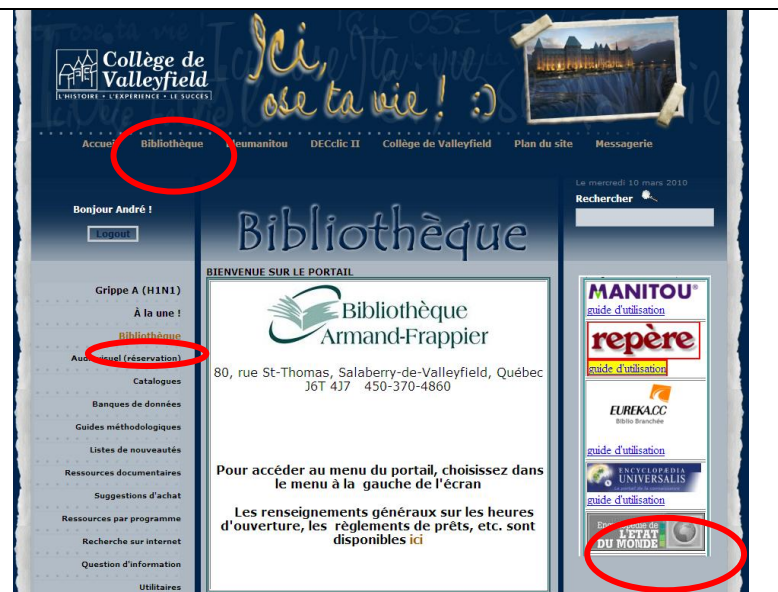 Collège de
Valleyfield
L'HISTOIRE • L'EXPÉRIENCE • LE SUCCÈS
Ici,
ose ta vie ! :)
Accueil Bibliothèque DECclic II Collège de Valleyfield Plan du site Messagerie
Le mercredi 10 mars 2010
Rechercher
Bonjour André !
Logout
Bibliothèque
BIENVENUE SUR LE PORTAIL
Grippe A (H1N1)
À la une !
Bibliothèque
Audiovisuel (réservation)
Catalogues
Banques de données
Guides méthodologiques
Listes de nouveautés
Ressources documentaires
Suggestions d'achat
Ressources par programme
Recherche sur internet
Question d'information
Utilitaires
Bibliothèque
Armand-Frappier
80, rue St-Thomas, Salaberry-de-Valleyfield, Québec
J6T 4J7 450-370-4860
Pour accéder au menu du portail, choisissez dans
le menu à la gauche de l'écran
Les renseignements généraux sur les heures
d'ouverture, les règlements de prêts, etc. sont
disponibles ici
MANITOU
guide d'utilisation
repère
guide d'utilisation
EUREKA.CC
Biblio Branchée
guide d'utilisation
ENCYCLOPÆDIA
UNIVERSALIS
guide d'utilisation
Encyclopédie de
L'ETAT
DU MONDE